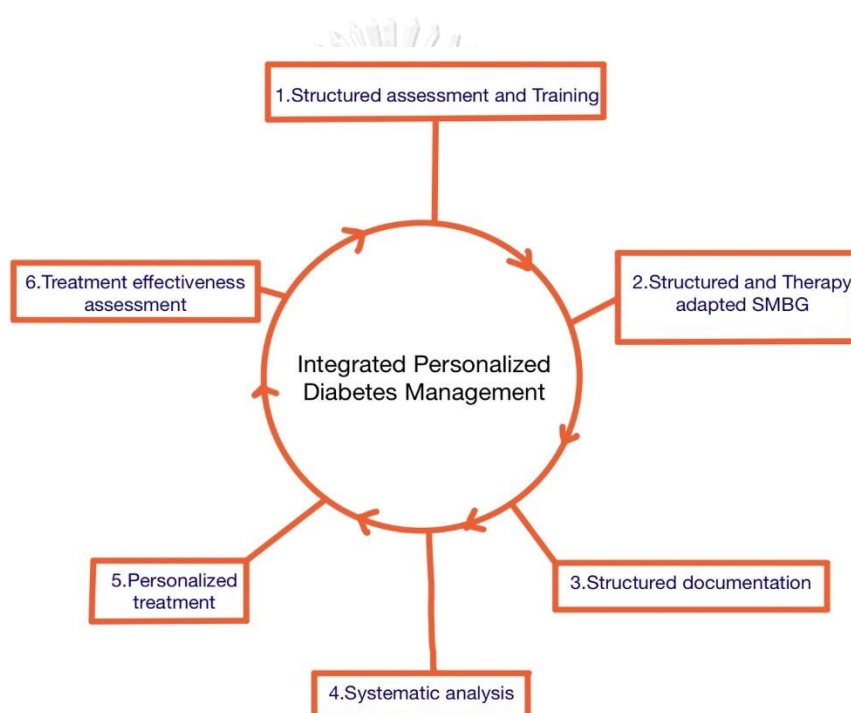 1.Structured assessment and Training
2.Structured and Therapy
adapted SMBG
3.Structured documentation
4.Systematic analysis
5.Personalized
treatment
6.Treatment effectiveness
assessment
Integrated Personalized
Diabetes Management